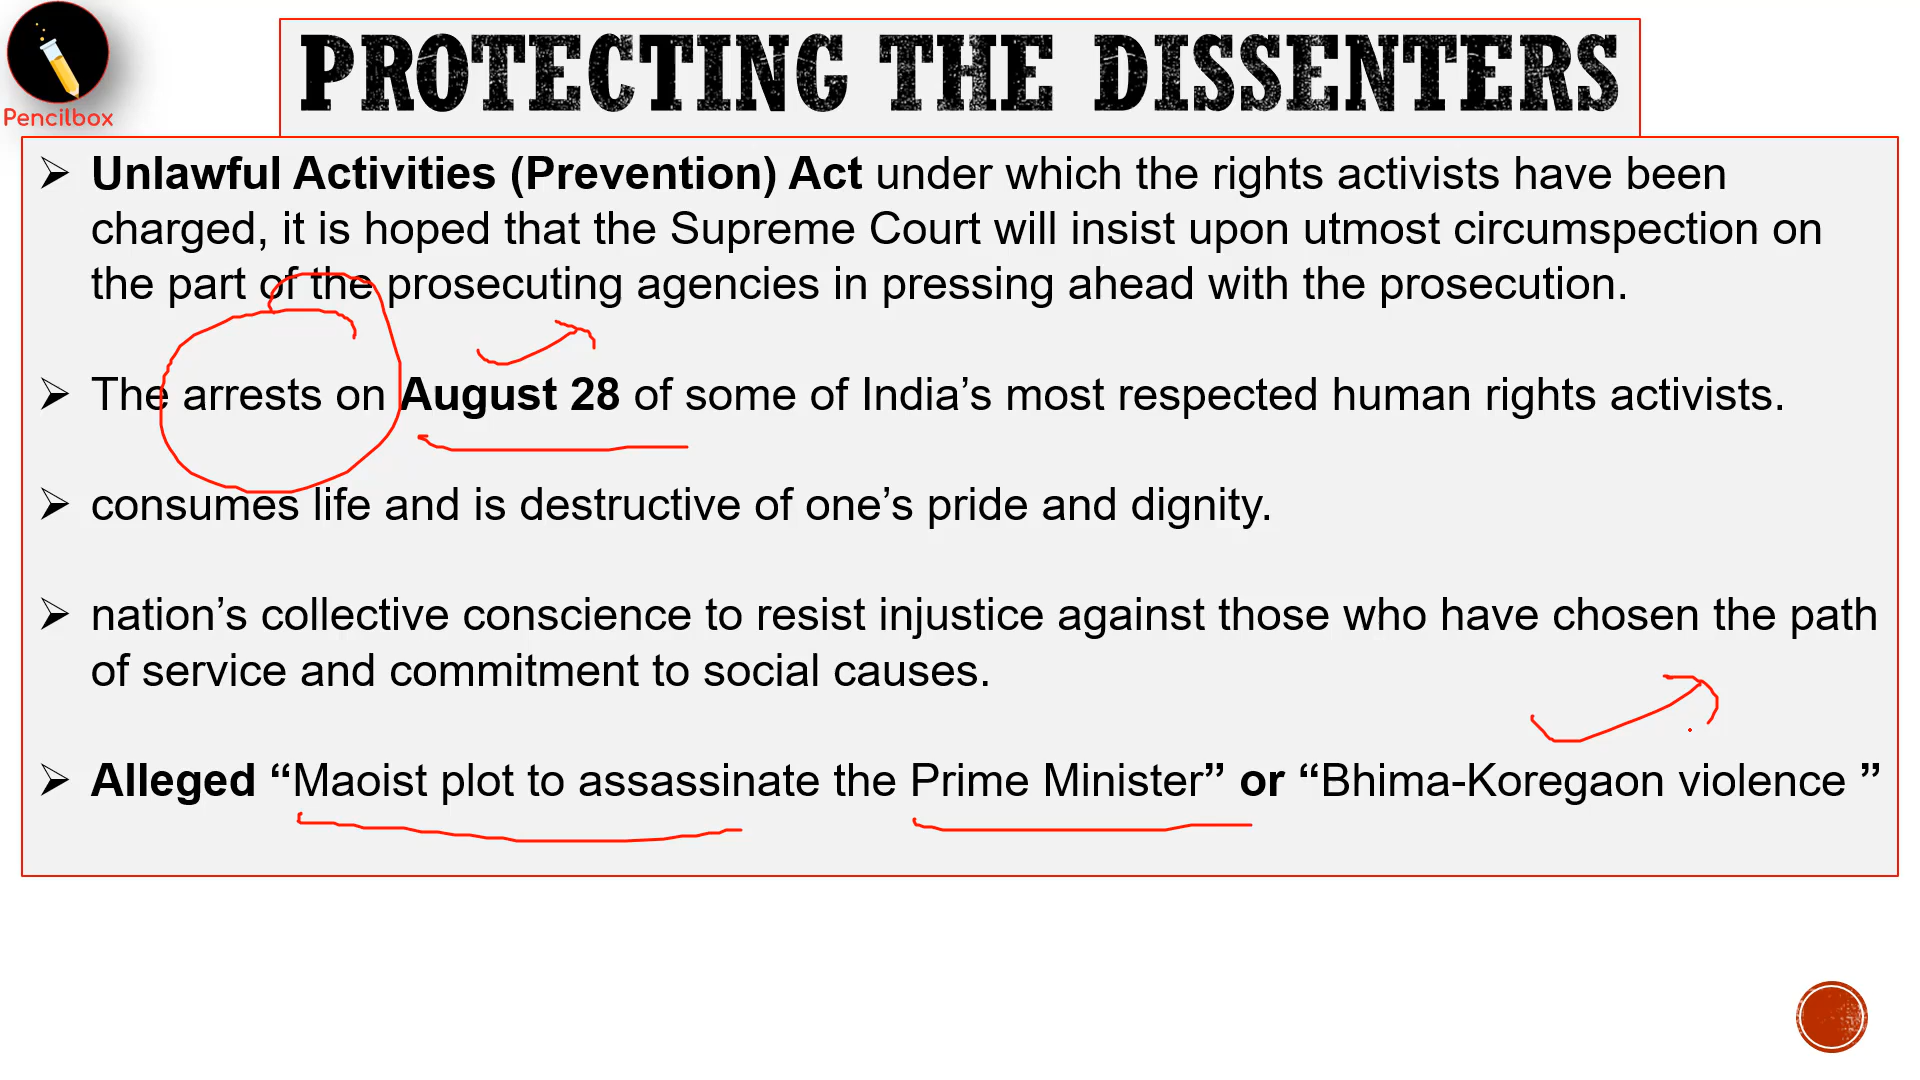 Pencilbox
PROTECTING THE DISSENTERS
➢ Unlawful Activities (Prevention) Act under which the rights activists have been
charged, it is hoped that the Supreme Court will insist upon utmost circumspection on
the part of the prosecuting agencies in pressing ahead with the prosecution.
➢ The arrests on August 28 of some of India’s most respected human rights activists.
➢ consumes life and is destructive of one’s pride and dignity.
➢ nation’s collective conscience to resist injustice against those who have chosen the path
of service and commitment to social causes.
➢ Alleged “Maoist plot to assassinate the Prime Minister” or “Bhima-Koregaon violence ”